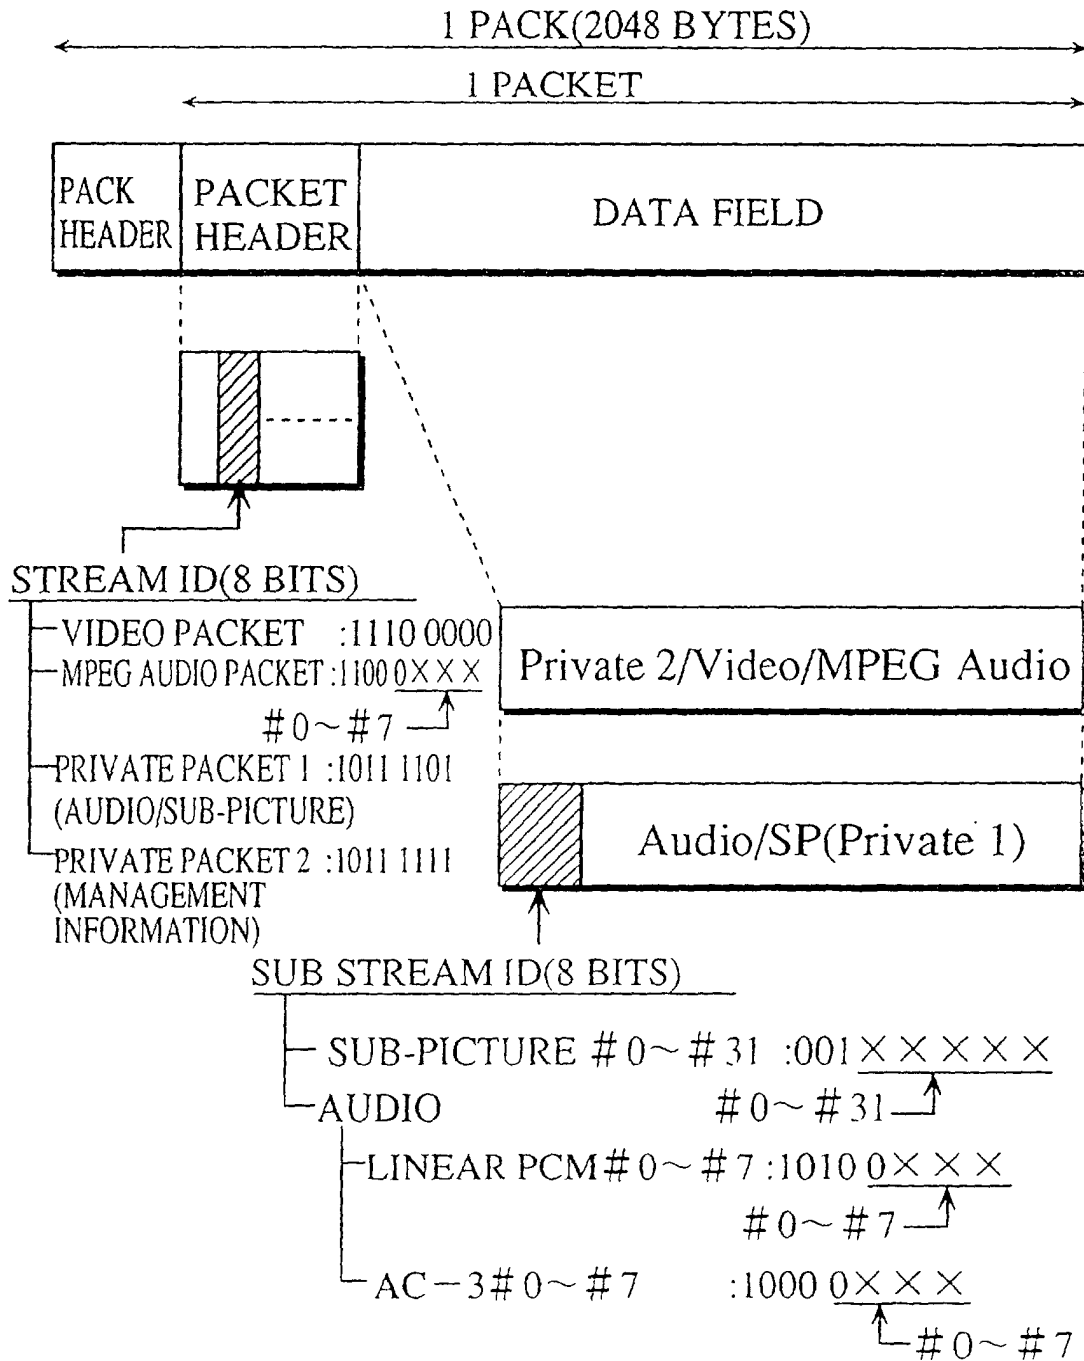 1 PACK(2048 BYTES)
1 PACKET
PACK HEADER
PACKET HEADER
DATA FIELD
STREAM ID(8 BITS)
VIDEO PACKET :1110 0000
MPEG AUDIO PACKET :1100 0×××
#0~#7
PRIVATE PACKET 1 :1011 1101
(AUDIO/SUB-PICTURE)
PRIVATE PACKET 2 :1011 1111
(MANAGEMENT
INFORMATION)
Private 2/Video/MPEG Audio
Audio/SP(Private 1)
SUB STREAM ID(8 BITS)
SUB-PICTURE #0~#31 :001×××××
#0~#31
AUDIO
LINEAR PCM#0~#7 :1010 0×××
#0~#7
AC-3#0~#7 :1000 0×××
#0~#7